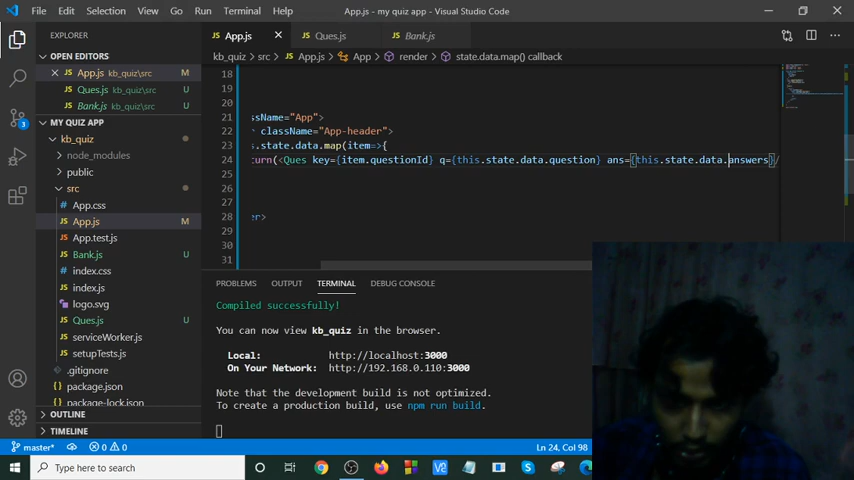 File Edit Selection View Go Run Terminal Help App.js - my quiz app - Visual Studio Code
EXPLORER
App.js
Ques.js
Bank.js
OPEN EDITORS
App.js kb_quiz\src M
Ques.js kb_quiz\src U
Bank.js kb_quiz\src U
MY QUIZ APP
kb_quiz
node_modules
public
src
App.css
App.js M
App.test.js
Bank.js U
index.css
index.js
logo.svg
Ques.js U
serviceWorker.js
setupTests.js
.gitignore
package.json
package-lock.json
OUTLINE
TIMELINE
kb_quiz > src > App.js > App > render > state.data.map() callback
18
19
20
21 ssName="App">
22 className="App-header">
23 s.state.data.map(item=>{
24 turn(<Ques key={item.questionId} q={this.state.data.question} ans={this.state.data.answers}/
25
26
27
28 er>
29
30
31
PROBLEMS OUTPUT TERMINAL DEBUG CONSOLE
Compiled successfully!
You can now view kb_quiz in the browser.
Local: http://localhost:3000
On Your Network: http://192.168.0.110:3000
Note that the development build is not optimized.
To create a production build, use npm run build.
3
master* 0 0 Ln 24, Col 98
Type here to search